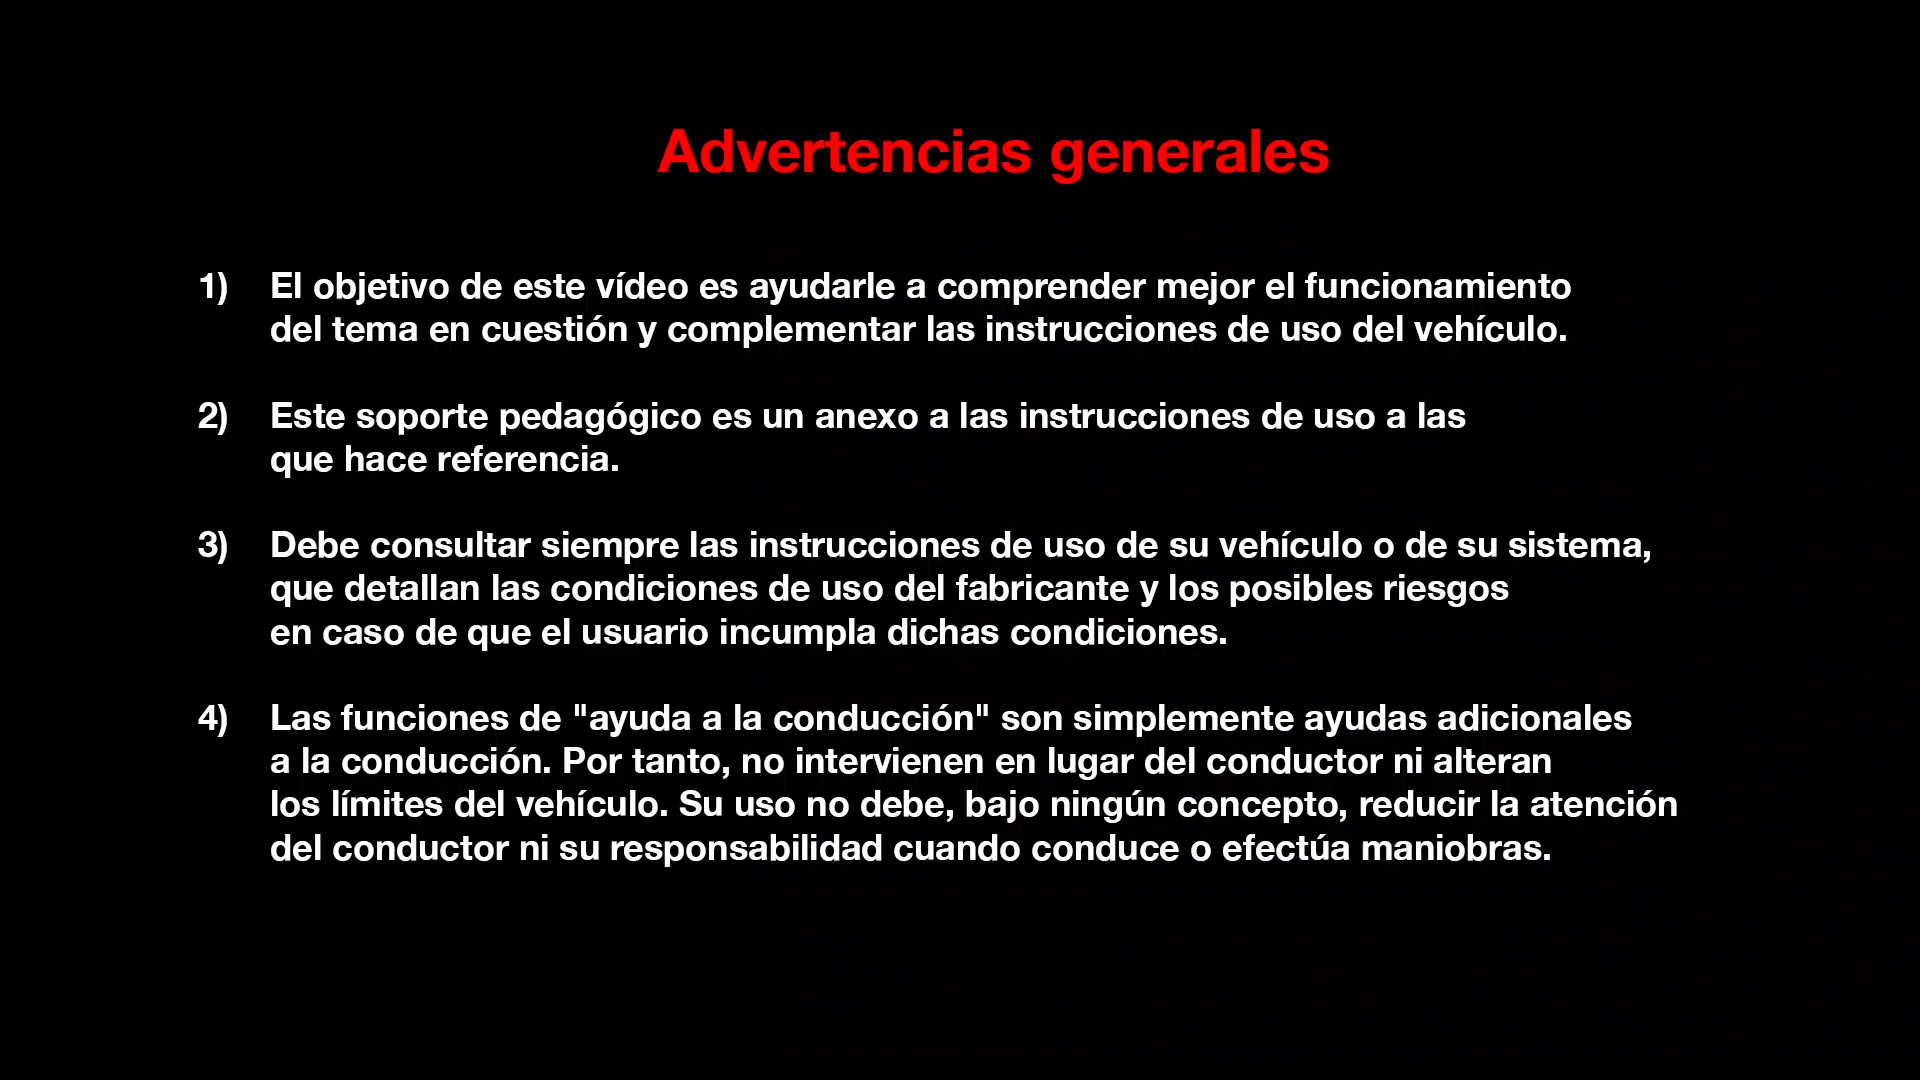 Advertencias generales
1) El objetivo de este vídeo es ayudarle a comprender mejor el funcionamiento
del tema en cuestión y complementar las instrucciones de uso del vehículo.
2) Este soporte pedagógico es un anexo a las instrucciones de uso a las
que hace referencia.
3) Debe consultar siempre las instrucciones de uso de su vehículo o de su sistema,
que detallan las condiciones de uso del fabricante y los posibles riesgos
en caso de que el usuario incumpla dichas condiciones.
4) Las funciones de "ayuda a la conducción" son simplemente ayudas adicionales
a la conducción. Por tanto, no intervienen en lugar del conductor ni alteran
los límites del vehículo. Su uso no debe, bajo ningún concepto, reducir la atención
del conductor ni su responsabilidad cuando conduce o efectúa maniobras.